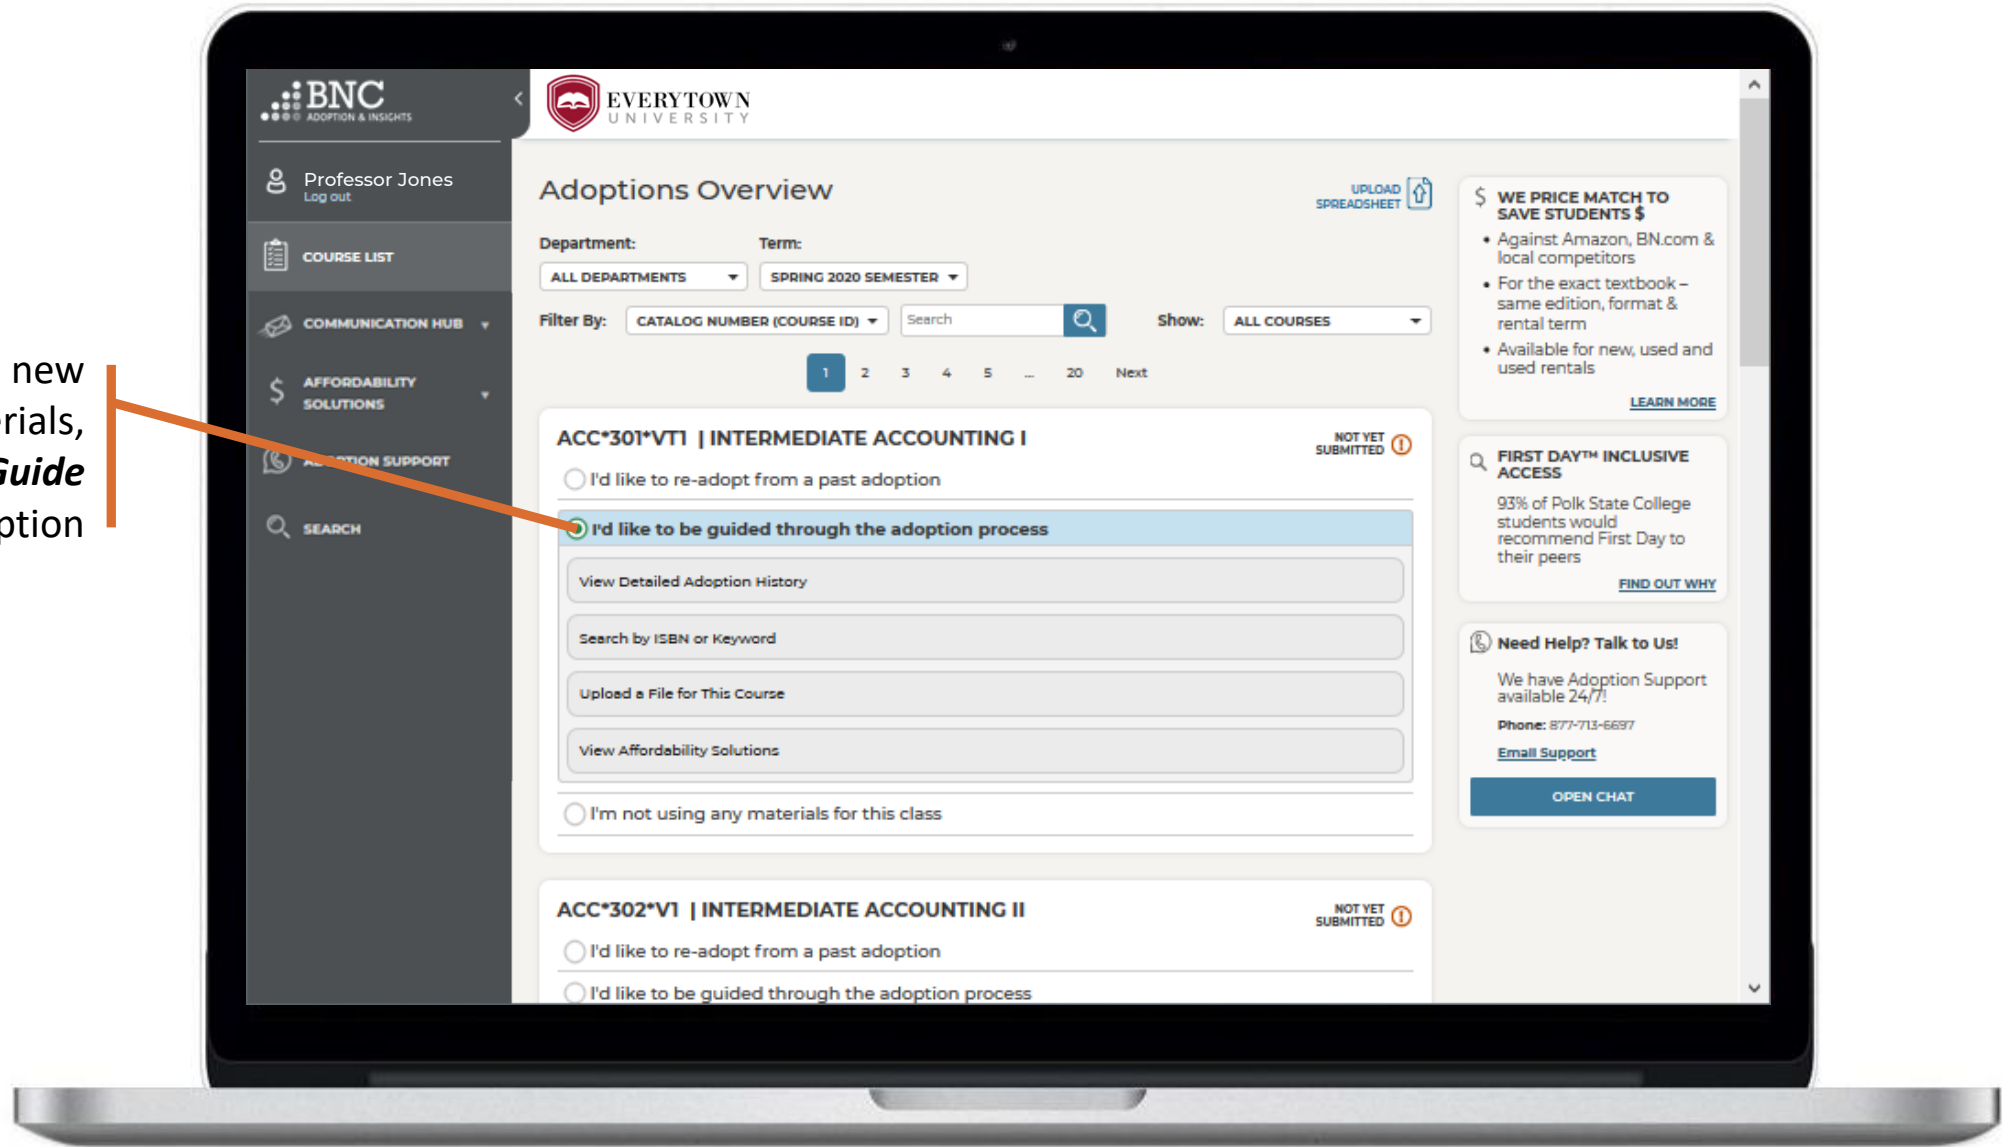 new
Guide
BNC
ADOPTION & INSIGHTS
Professor Jones
Log out
COURSE LIST
COMMUNICATION HUB
AFFORDABILITY
SOLUTIONS
SUPPORT
SEARCH
EVERYTOWN
UNIVERSITY
Adoptions Overview
UPLOAD
SPREADSHEET
Department: Term:
ALL DEPARTMENTS SPRING 2020 SEMESTER
Filter By: CATALOG NUMBER (COURSE ID) Search Show: ALL COURSES
1 2 3 4 5 ... 20 Next
ACC*301*VT1 | INTERMEDIATE ACCOUNTING I
NOT YET
SUBMITTED
I'd like to re-adopt from a past adoption
I'd like to be guided through the adoption process
View Detailed Adoption History
Search by ISBN or Keyword
Upload a File for This Course
View Affordability Solutions
I'm not using any materials for this class
ACC*302*V1 | INTERMEDIATE ACCOUNTING II
NOT YET
SUBMITTED
I'd like to re-adopt from a past adoption
I'd like to be guided through the adoption process
$ WE PRICE MATCH TO
SAVE STUDENTS $
• Against Amazon, BN.com &
local competitors
• For the exact textbook –
same edition, format &
rental term
• Available for new, used and
used rentals
LEARN MORE
FIRST DAY™ INCLUSIVE
ACCESS
93% of Polk State College
students would
recommend First Day to
their peers
FIND OUT WHY
Need Help? Talk to Us!
We have Adoption Support
available 24/7!
Phone: 877-713-6697
Email Support
OPEN CHAT